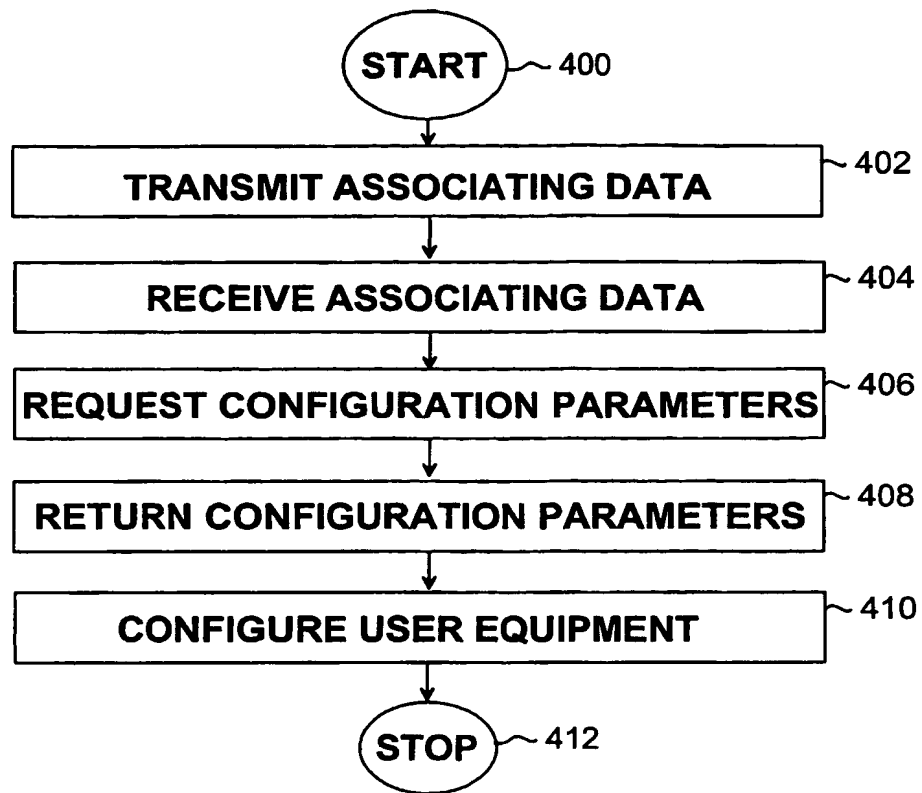 START
400
TRANSMIT ASSOCIATING DATA
402
RECEIVE ASSOCIATING DATA
404
REQUEST CONFIGURATION PARAMETERS
406
RETURN CONFIGURATION PARAMETERS
408
CONFIGURE USER EQUIPMENT
410
STOP
412